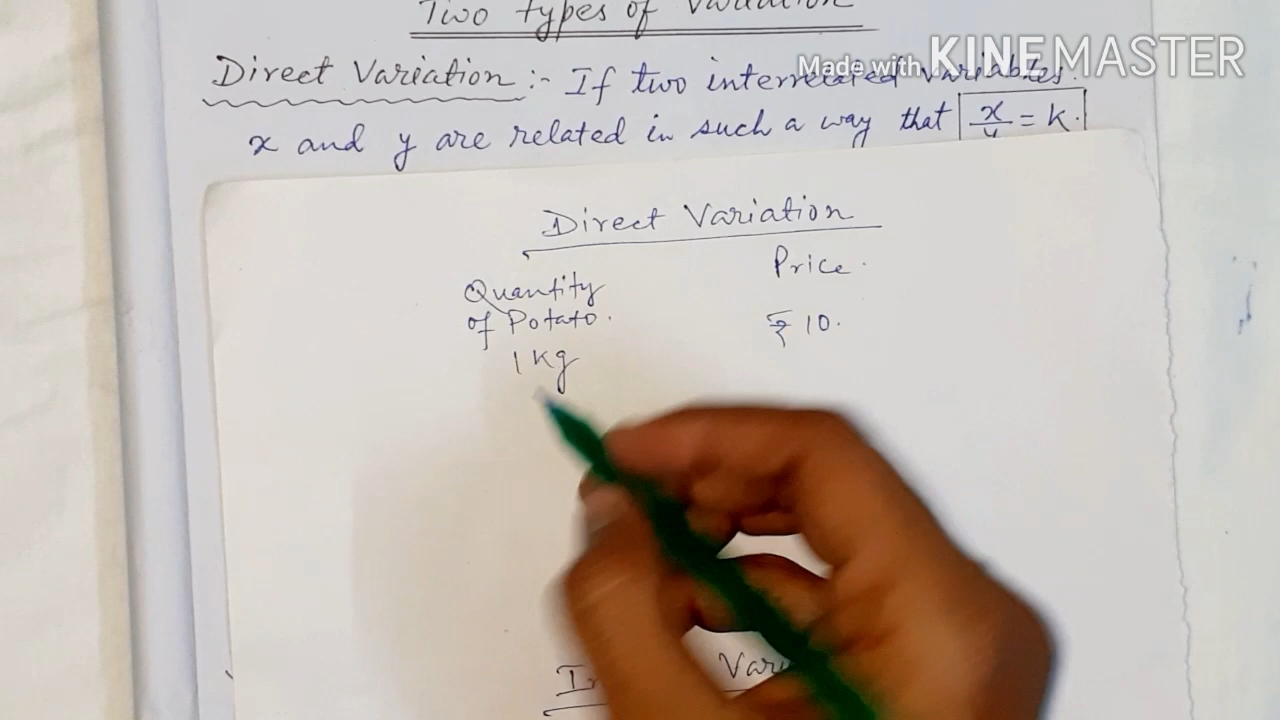 Two types of Variation
Made with KINEMASTER
Direct Variation :- If two interrelated variables
x and y are related in such a way that x/y = k.
Direct Variation
Quantity of Potato.
Price.
1 kg
₹ 10.
Vari